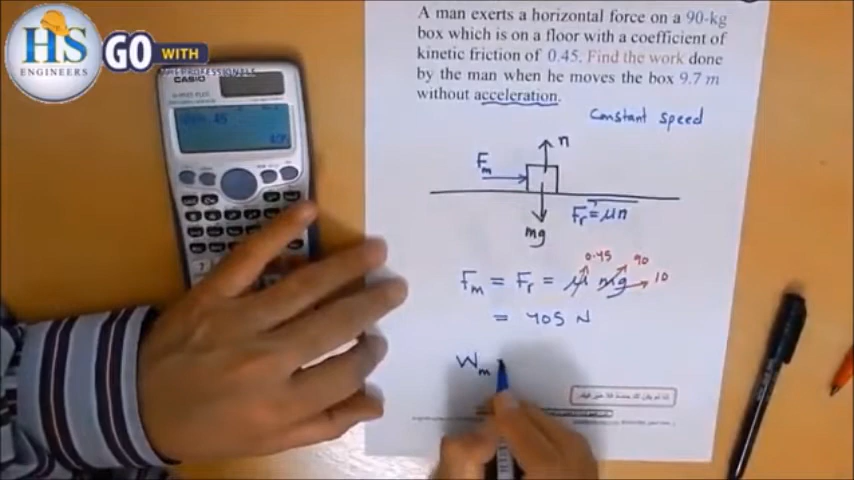 HS
ENGINEERS
GO WITH
THE PROFESSIONALS
CASIO
A man exerts a horizontal force on a 90-kg
box which is on a floor with a coefficient of
kinetic friction of 0.45. Find the work done
by the man when he moves the box 9.7 m
without acceleration.
Constant speed
n
Fm
Fr = μn
mg
0.45 90 10
Fm = Fr = μ mg
= 405 N
Wm